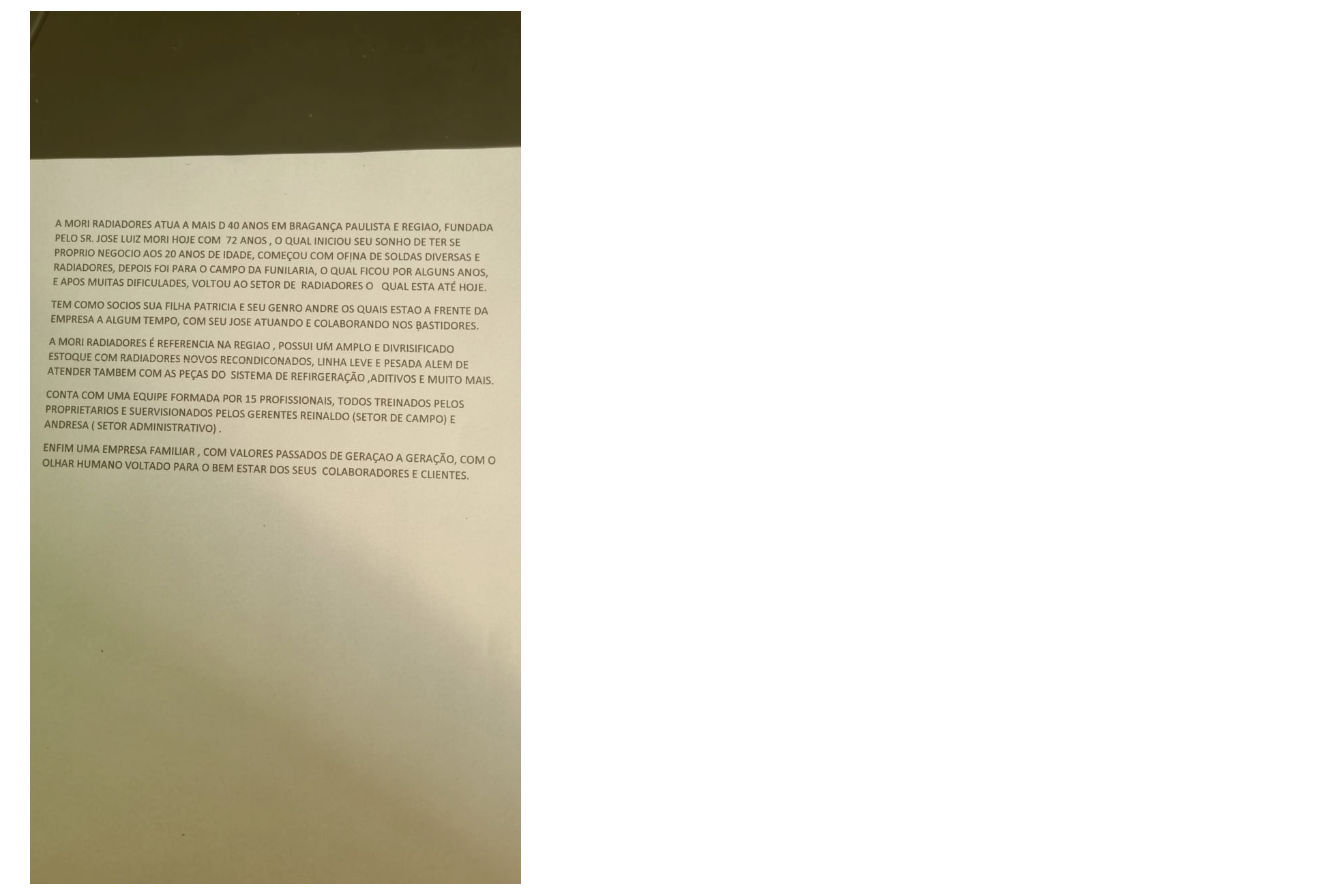 A MORI RADIADORES ATUA A MAIS D 40 ANOS EM BRAGANÇA PAULISTA E REGIAO, FUNDADA
PELO SR. JOSE LUIZ MORI HOJE COM  72 ANOS , O QUAL INICIOU SEU SONHO DE TER SE
PROPRIO NEGOCIO AOS 20 ANOS DE IDADE, COMEÇOU COM OFINA DE SOLDAS DIVERSAS E
RADIADORES, DEPOIS FOI PARA O CAMPO DA FUNILARIA, O QUAL FICOU POR ALGUNS ANOS,
E APOS MUITAS DIFICULADES, VOLTOU AO SETOR DE  RADIADORES O   QUAL ESTA ATÉ HOJE.
TEM COMO SOCIOS SUA FILHA PATRICIA E SEU GENRO ANDRE OS QUAIS ESTAO A FRENTE DA
EMPRESA A ALGUM TEMPO, COM SEU JOSE ATUANDO E COLABORANDO NOS BASTIDORES.
A MORI RADIADORES É REFERENCIA NA REGIAO , POSSUI UM AMPLO E DIVRISIFICADO
ESTOQUE COM RADIADORES NOVOS RECONDICONADOS, LINHA LEVE E PESADA ALEM DE
ATENDER TAMBEM COM AS PEÇAS DO  SISTEMA DE REFIRGERAÇÃO ,ADITIVOS E MUITO MAIS.
CONTA COM UMA EQUIPE FORMADA POR 15 PROFISSIONAIS, TODOS TREINADOS PELOS
PROPRIETARIOS E SUERVISIONADOS PELOS GERENTES REINALDO (SETOR DE CAMPO) E
ANDRESA ( SETOR ADMINISTRATIVO) .
ENFIM UMA EMPRESA FAMILIAR , COM VALORES PASSADOS DE GERAÇAO A GERAÇÃO, COM O
OLHAR HUMANO VOLTADO PARA O BEM ESTAR DOS SEUS  COLABORADORES E CLIENTES.